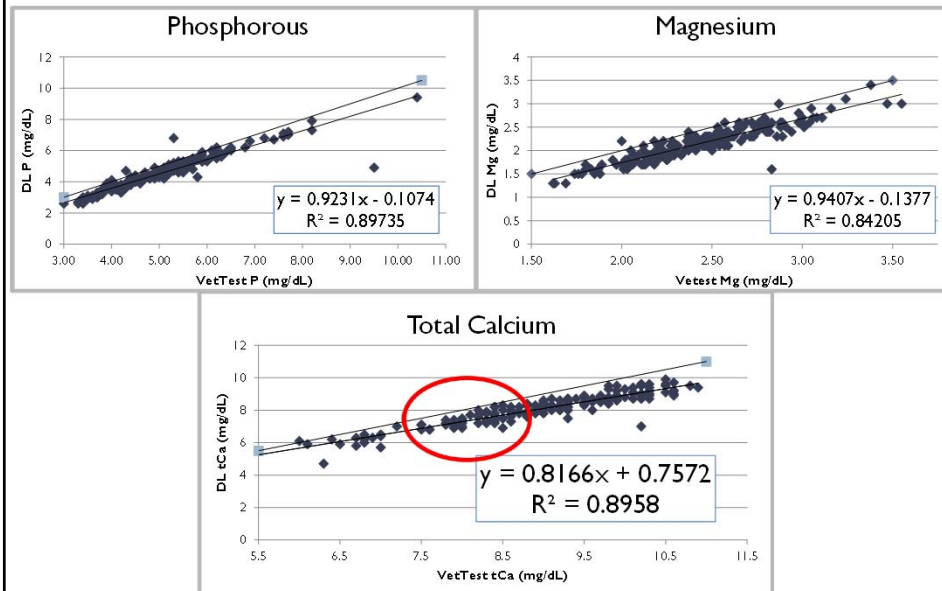 Phosphorous
12
10
8
6
4
2
0
DL P (mg/dL)
y = 0.9231x - 0.1074
R² = 0.89735
3.00 4.00 5.00 6.00 7.00 8.00 9.00 10.00 11.00
VetTest P (mg/dL)
Magnesium
4
3.5
3
2.5
2
1.5
1
0.5
0
DL Mg (mg/dL)
y = 0.9407x - 0.1377
R² = 0.84205
1.50 2.00 2.50 3.00 3.50
Vetest Mg (mg/dL)
Total Calcium
12
10
8
6
4
2
0
DL tCa (mg/dL)
y = 0.8166x + 0.7572
R² = 0.8958
5.5 6.5 7.5 8.5 9.5 10.5 11.5
VetTest tCa (mg/dL)